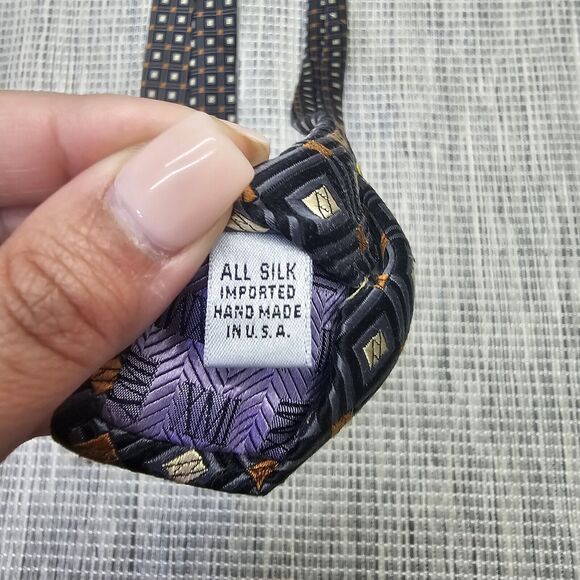 ALL SILK
IMPORTED
HAND MADE
IN U.S.A.